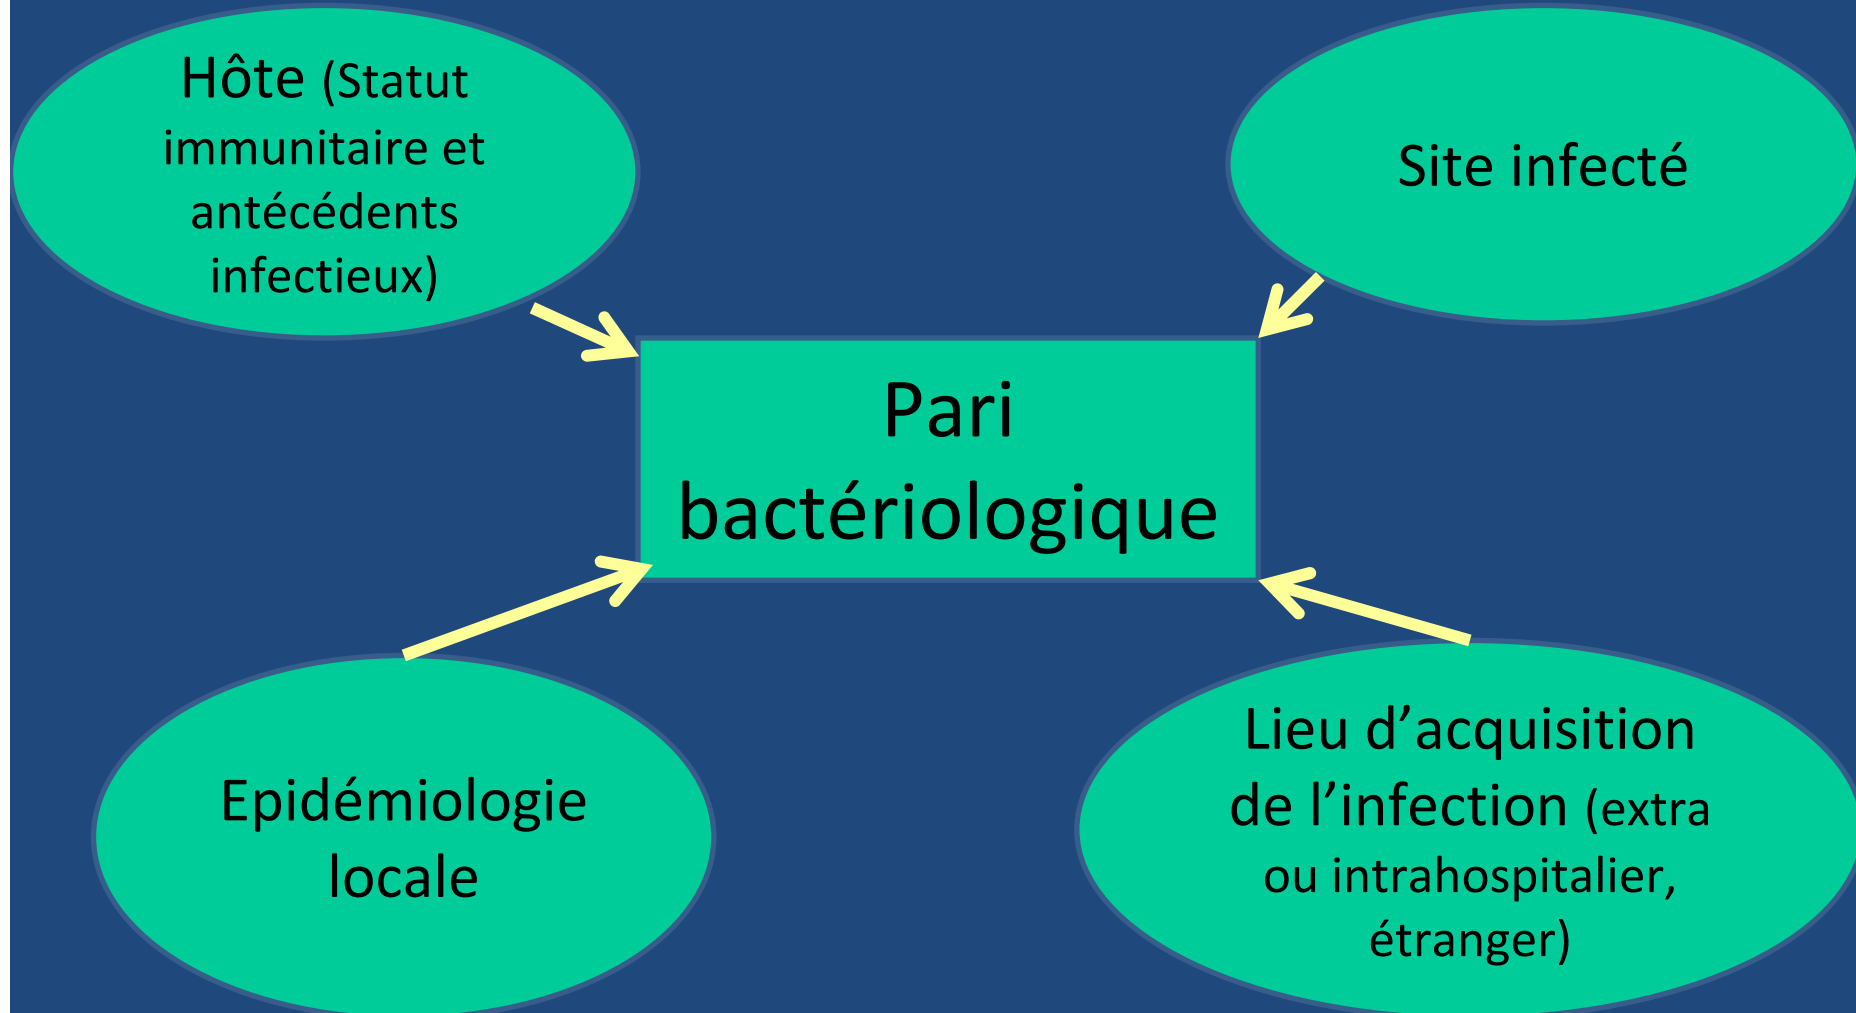 Hôte (Statut
immunitaire et
antécédents
infectieux)
Site infecté
Pari
bactériologique
Epidémiologie
locale
Lieu d’acquisition
de l’infection (extra
ou intrahospitalier,
étranger)